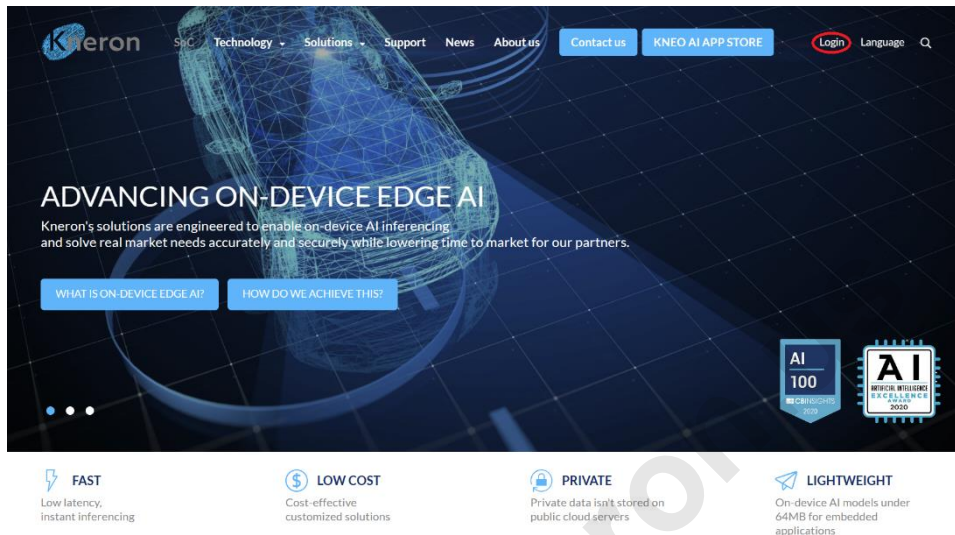 Kneron
SoC Technology Solutions Support News About us Contact us KNEO AI APP STORE Login Language
ADVANCING ON-DEVICE EDGE AI
Kneron's solutions are engineered to enable on-device AI inferencing
and solve real market needs accurately and securely while lowering time to market for our partners.
WHAT IS ON-DEVICE EDGE AI? HOW DO WE ACHIEVE THIS?
AI
100
CBINSIGHTS
2020
AI
ARTIFICIAL INTELLIGENCE
EXCELLENCE
AWARD
2020
FAST
Low latency,
instant inferencing
LOW COST
Cost-effective
customized solutions
PRIVATE
Private data isn't stored on
public cloud servers
LIGHTWEIGHT
On-device AI models under
64MB for embedded
applications